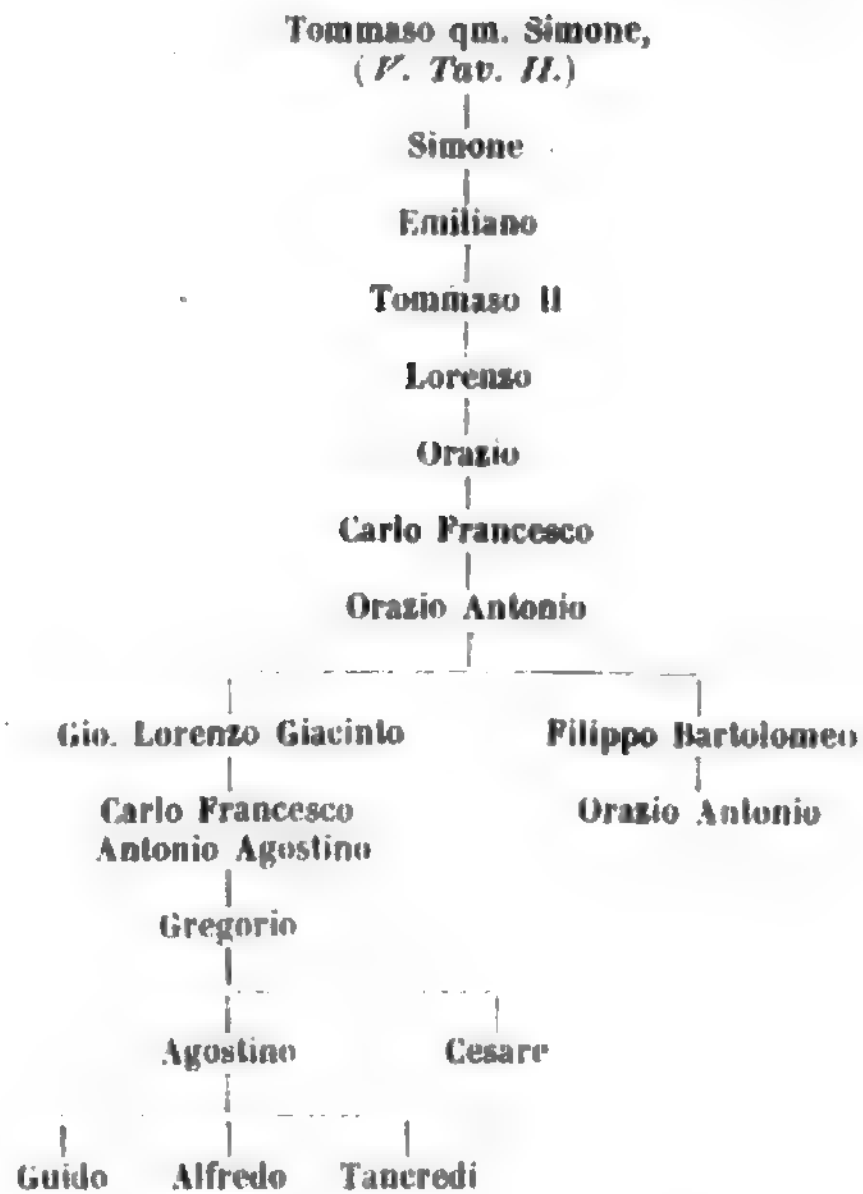 Tommaso qm. Simone,
(V. Tav. II.)
Simone
Emiliano
Tommaso II
Lorenzo
Orazio
Carlo Francesco
Orazio Antonio
Gio. Lorenzo Giacinto Filippo Bartolomeo
Carlo Francesco Orazio Antonio
Antonio Agostino
Gregorio
Agostino Cesare
Guido Alfredo Tancredi